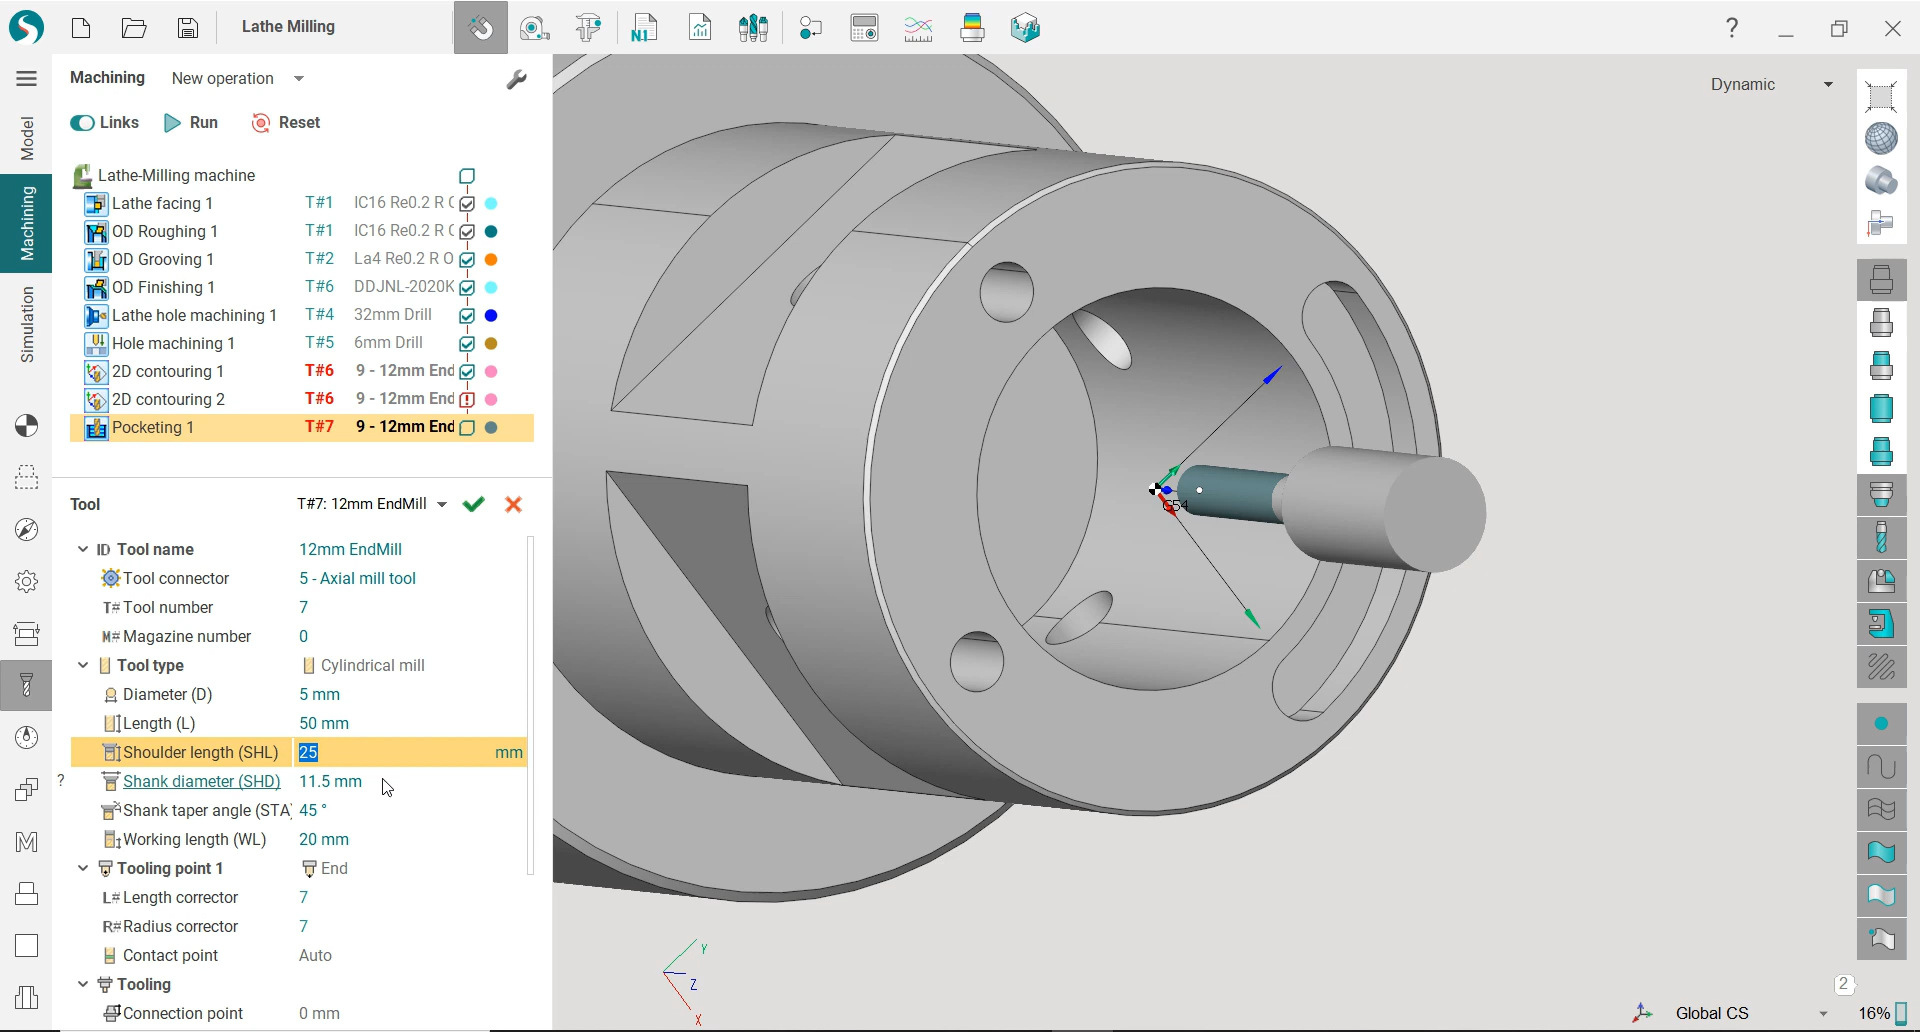 Lathe Milling
Machining New operation
Dynamic
Links Run Reset
Model
Machining
Simulation
Lathe-Milling machine
Lathe facing 1 T#1 IC16 Re0.2 R (
OD Roughing 1 T#1 IC16 Re0.2 R (
OD Grooving 1 T#2 La4 Re0.2 R O
OD Finishing 1 T#6 DDJNL-2020K
Lathe hole machining 1 T#4 32mm Drill
Hole machining 1 T#5 6mm Drill
2D contouring 1 T#6 9 - 12mm End
2D contouring 2 T#6 9 - 12mm End
Pocketing 1 T#7 9 - 12mm End
Tool T#7: 12mm EndMill
G54
ID Tool name 12mm EndMill
Tool connector 5 - Axial mill tool
T# Tool number 7
M# Magazine number 0
Tool type Cylindrical mill
Diameter (D) 5 mm
Length (L) 50 mm
Shoulder length (SHL) 25 mm
? Shank diameter (SHD) 11.5 mm
Shank taper angle (STA) 45 °
Working length (WL) 20 mm
Tooling point 1 End
L# Length corrector 7
R# Radius corrector 7
Contact point Auto
Tooling
Connection point 0 mm
Y
Z
X
2
Global CS 16%